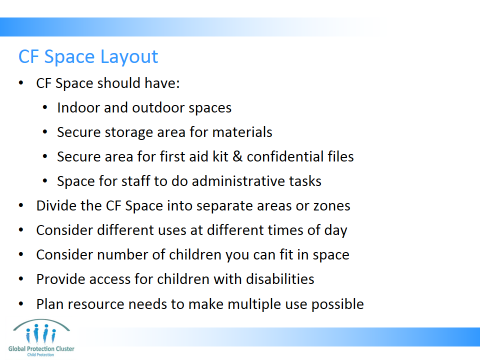 CF Space Layout
• CF Space should have:
• Indoor and outdoor spaces
• Secure storage area for materials
• Secure area for first aid kit & confidential files
• Space for staff to do administrative tasks
• Divide the CF Space into separate areas or zones
• Consider different uses at different times of day
• Consider number of children you can fit in space
• Provide access for children with disabilities
• Plan resource needs to make multiple use possible
Global Protection Cluster
Child Protection